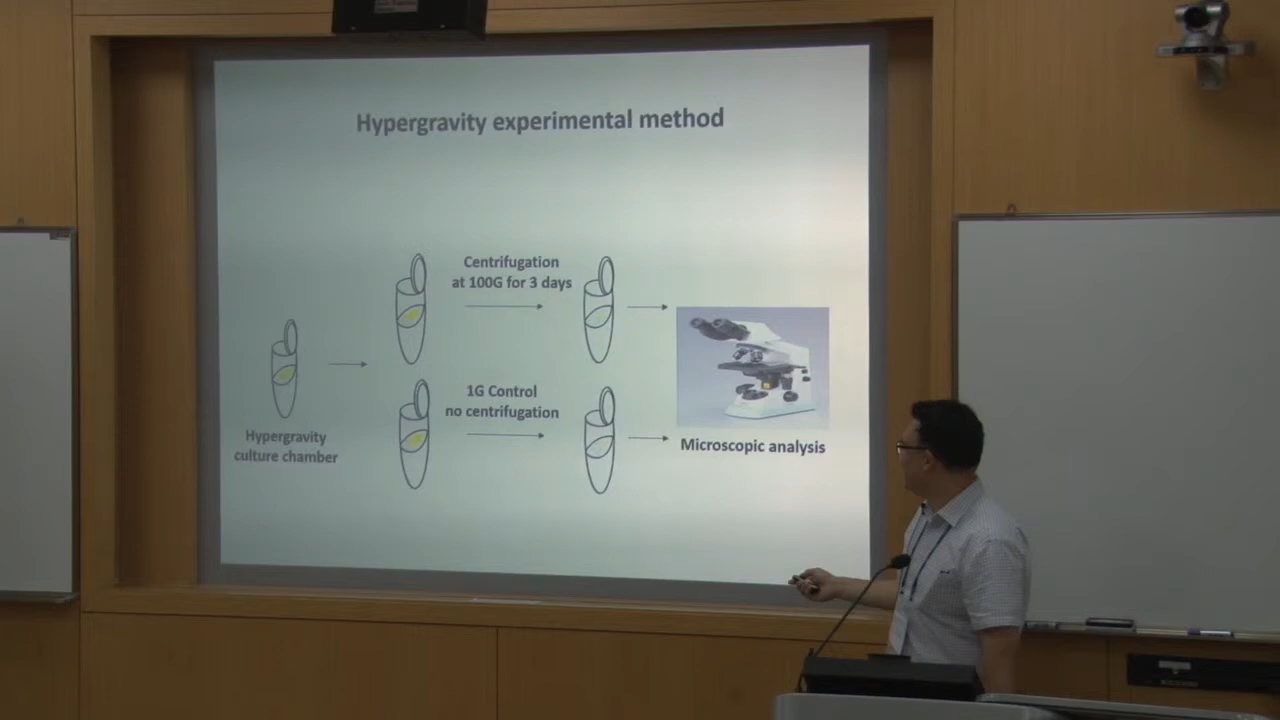 Hypergravity experimental method
Centrifugation
at 100G for 3 days
1G Control
no centrifugation
Hypergravity
culture chamber
Microscopic analysis